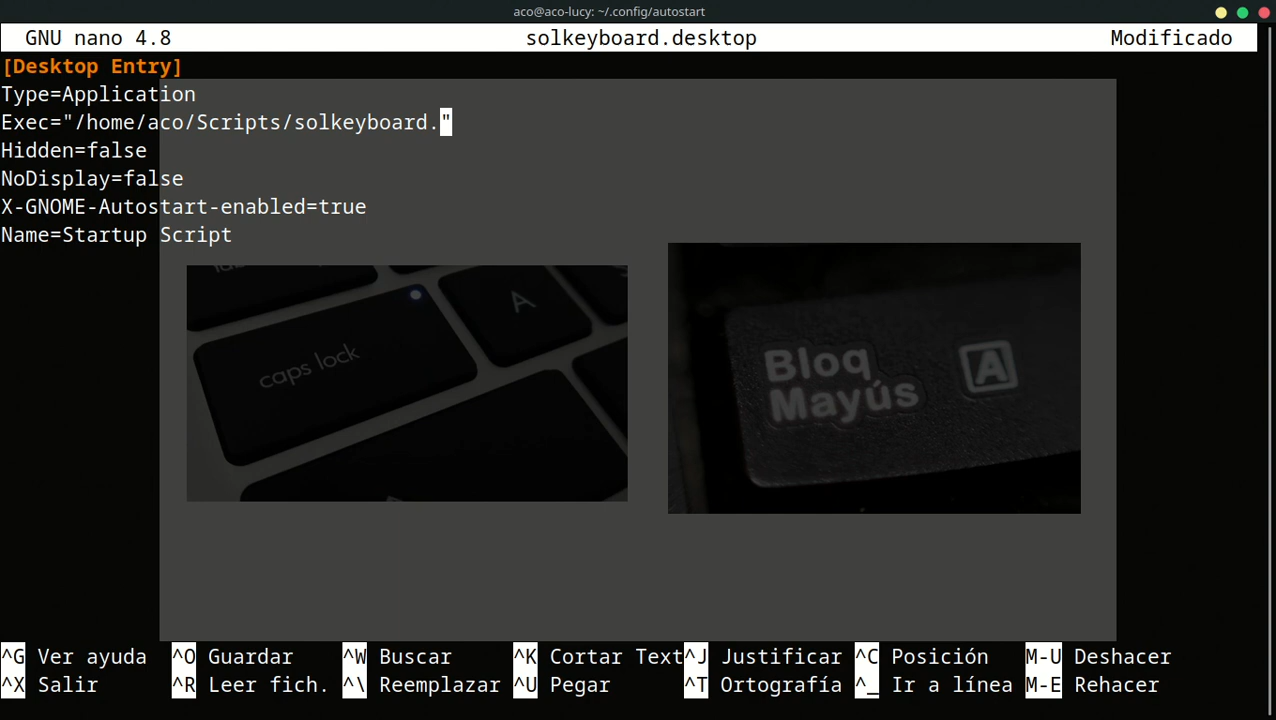 aco@aco-lucy: ~/.config/autostart
GNU nano 4.8 solkeyboard.desktop Modificado
[Desktop Entry]
Type=Application
Exec="/home/aco/Scripts/solkeyboard."
Hidden=false
NoDisplay=false
X-GNOME-Autostart-enabled=true
Name=Startup Script
caps lock
A
Bloq
Mayús
A
^G Ver ayuda ^O Guardar ^W Buscar ^K Cortar Text ^J Justificar ^C Posición M-U Deshacer
^X Salir ^R Leer fich. ^\ Reemplazar ^U Pegar ^T Ortografía ^_ Ir a línea M-E Rehacer